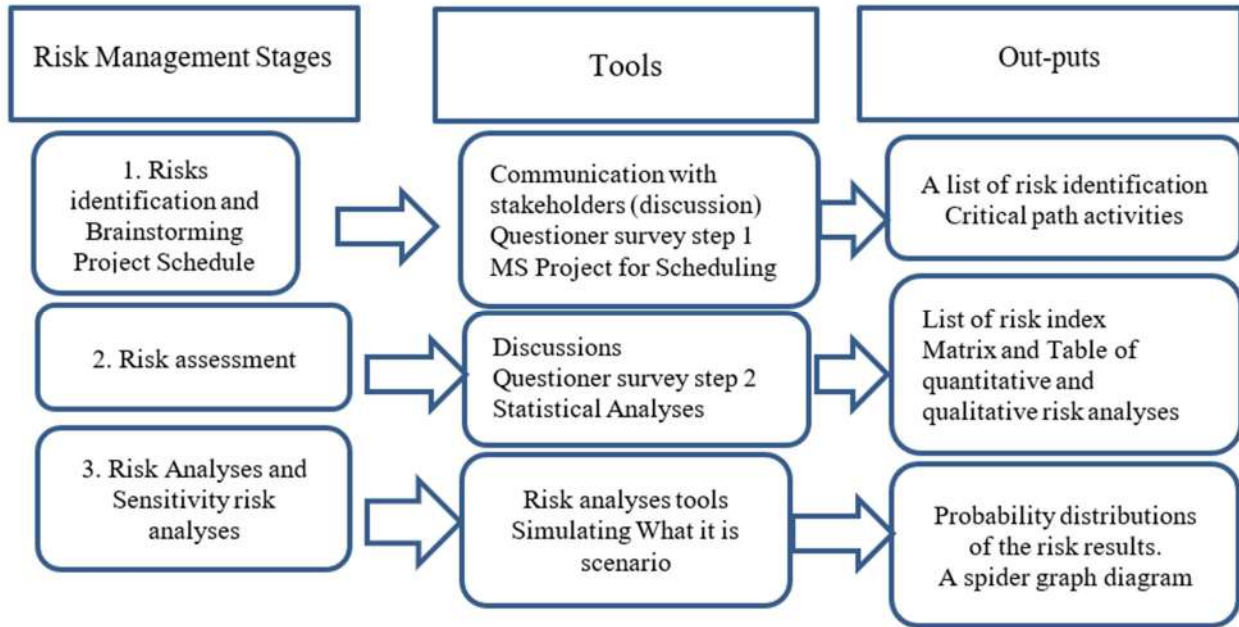 Risk Management Stages
Tools
Out-puts
1. Risks
identification and
Brainstorming
Project Schedule
Communication with
stakeholders (discussion)
Questioner survey step 1
MS Project for Scheduling
A list of risk identification
Critical path activities
2. Risk assessment
Discussions
Questioner survey step 2
Statistical Analyses
List of risk index
Matrix and Table of
quantitative and
qualitative risk analyses
3. Risk Analyses and
Sensitivity risk
analyses
Risk analyses tools
Simulating What it is
scenario
Probability distributions
of the risk results.
A spider graph diagram